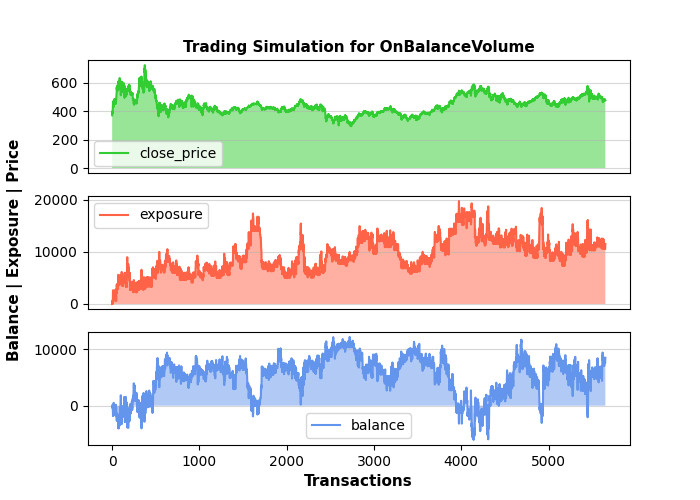 Trading Simulation for OnBalanceVolume
Balance | Exposure | Price
600
400
200
0
close_price
20000
10000
0
exposure
10000
0
balance
0
1000
2000
3000
4000
5000
Transactions